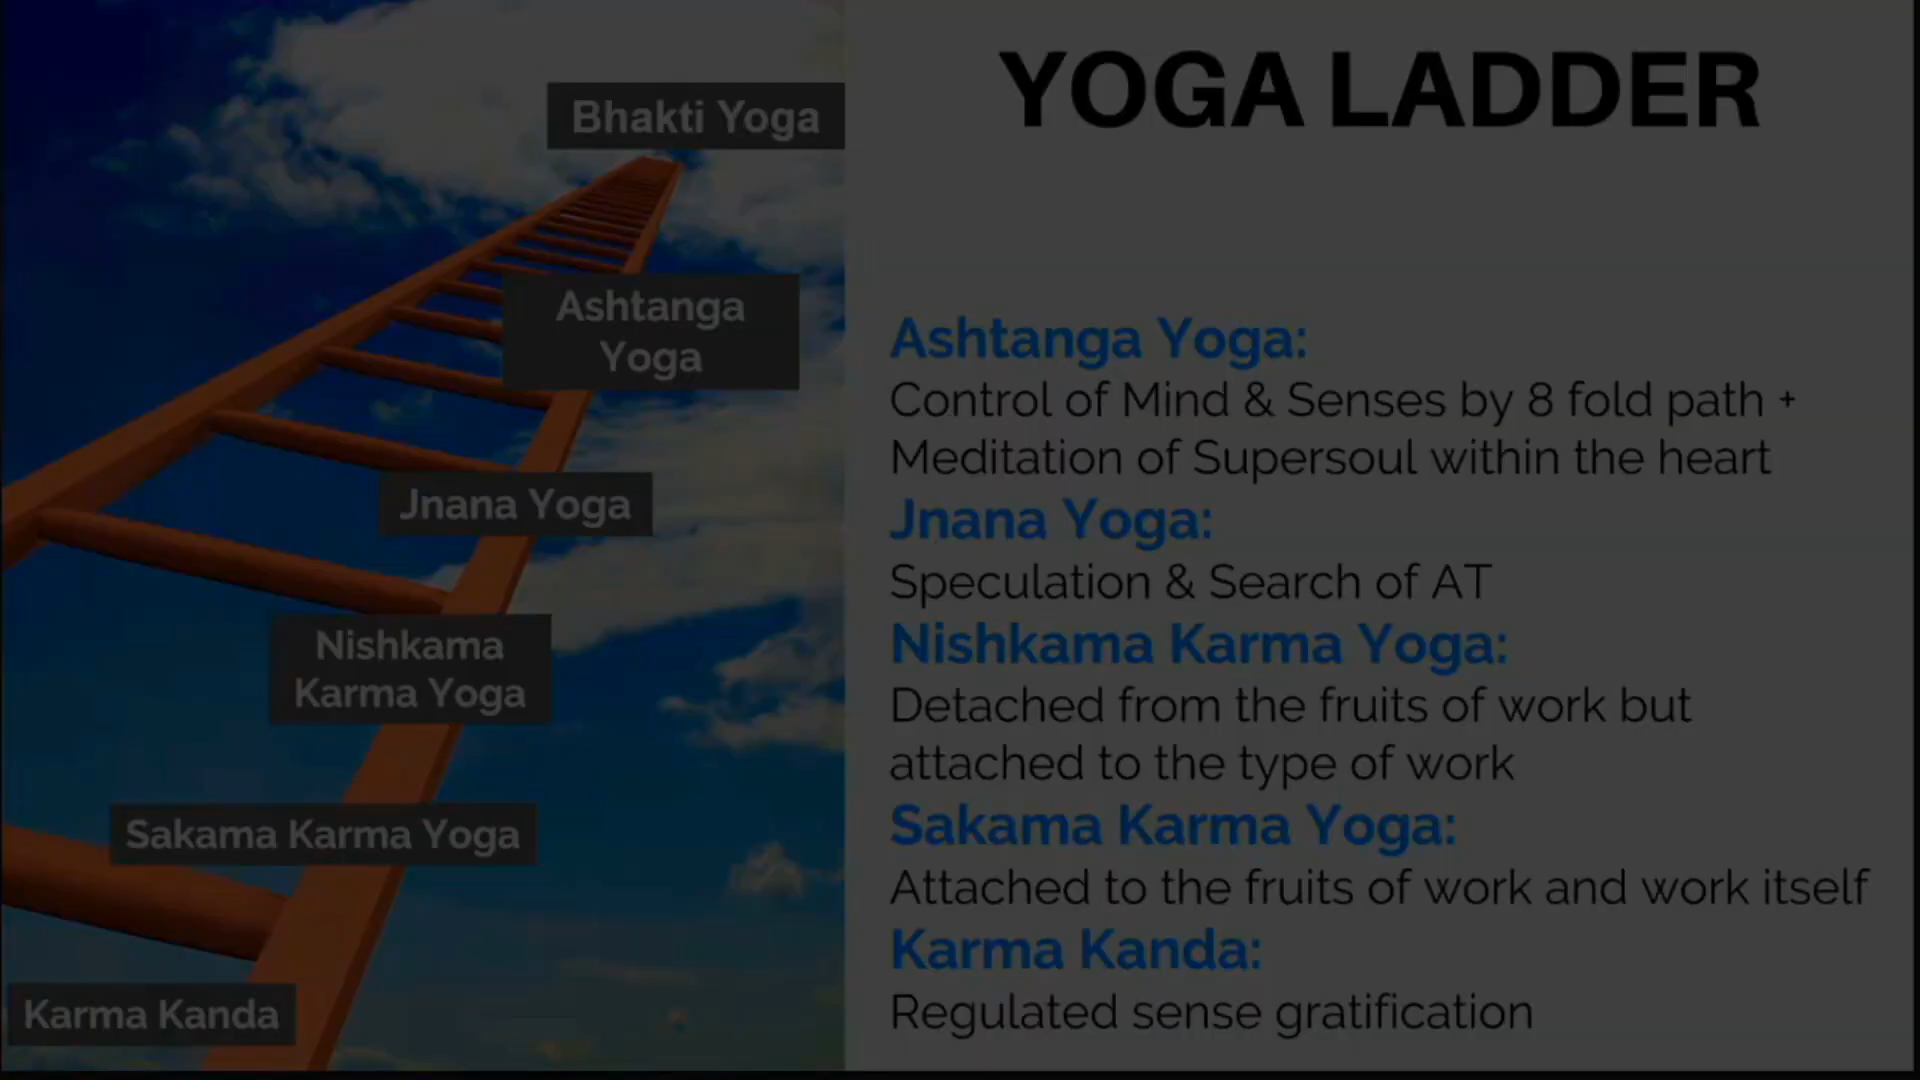 Bhakti Yoga
Ashtanga
Yoga
Jnana Yoga
Nishkama
Karma Yoga
Sakama Karma Yoga
Karma Kanda
YOGA LADDER
Ashtanga Yoga:
Control of Mind & Senses by 8 fold path +
Meditation of Supersoul within the heart
Jnana Yoga:
Speculation & Search of AT
Nishkama Karma Yoga:
Detached from the fruits of work but
attached to the type of work
Sakama Karma Yoga:
Attached to the fruits of work and work itself
Karma Kanda:
Regulated sense gratification